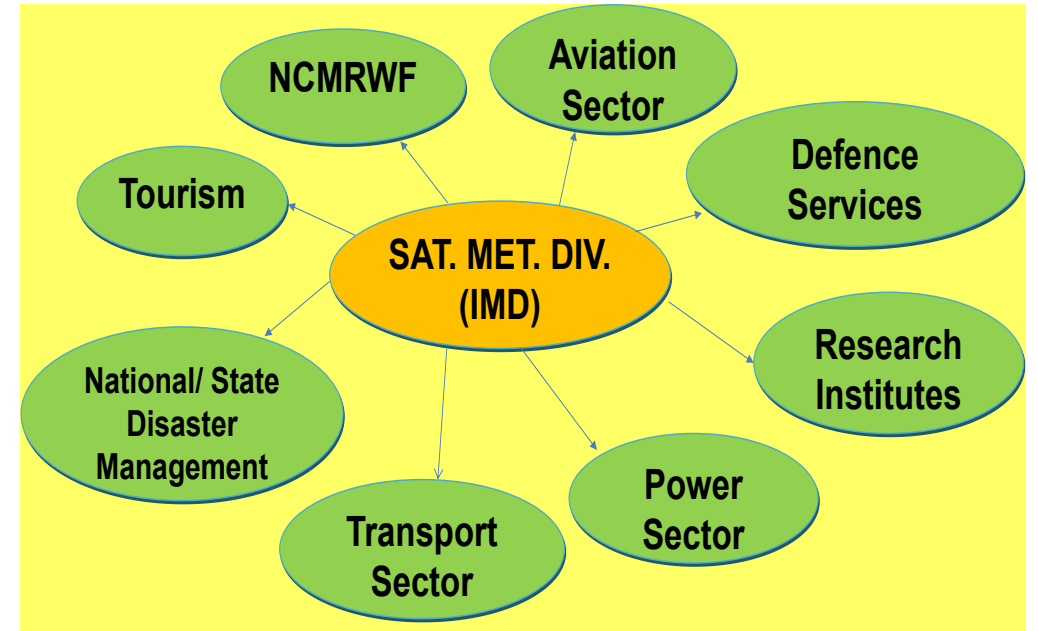 NCMRWF
Aviation
Sector
Defence
Services
Tourism
SAT. MET. DIV.
(IMD)
Research
Institutes
National/ State
Disaster
Management
Power
Sector
Transport
Sector